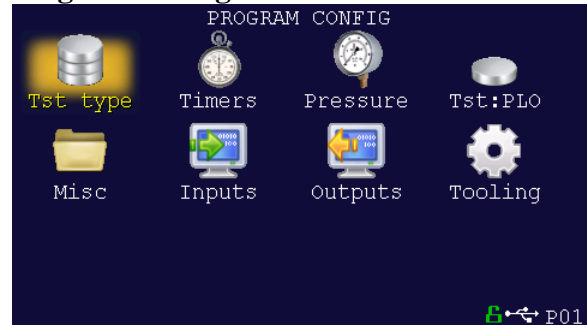 PROGRAM CONFIG
Tst type Timers Pressure Tst:PLO
Misc Inputs Outputs Tooling
P01